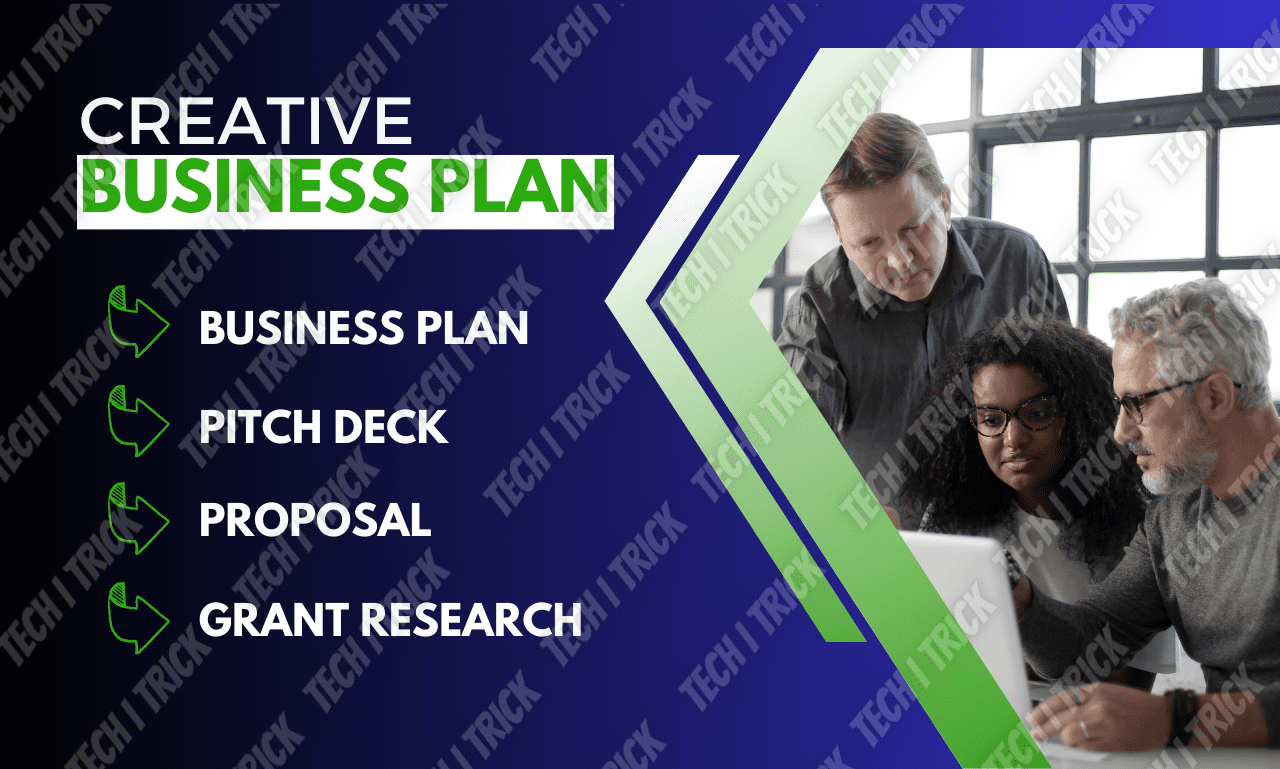 CREATIVE
BUSINESS PLAN
BUSINESS PLAN
PITCH DECK
PROPOSAL
GRANT RESEARCH
TECH I TRICK